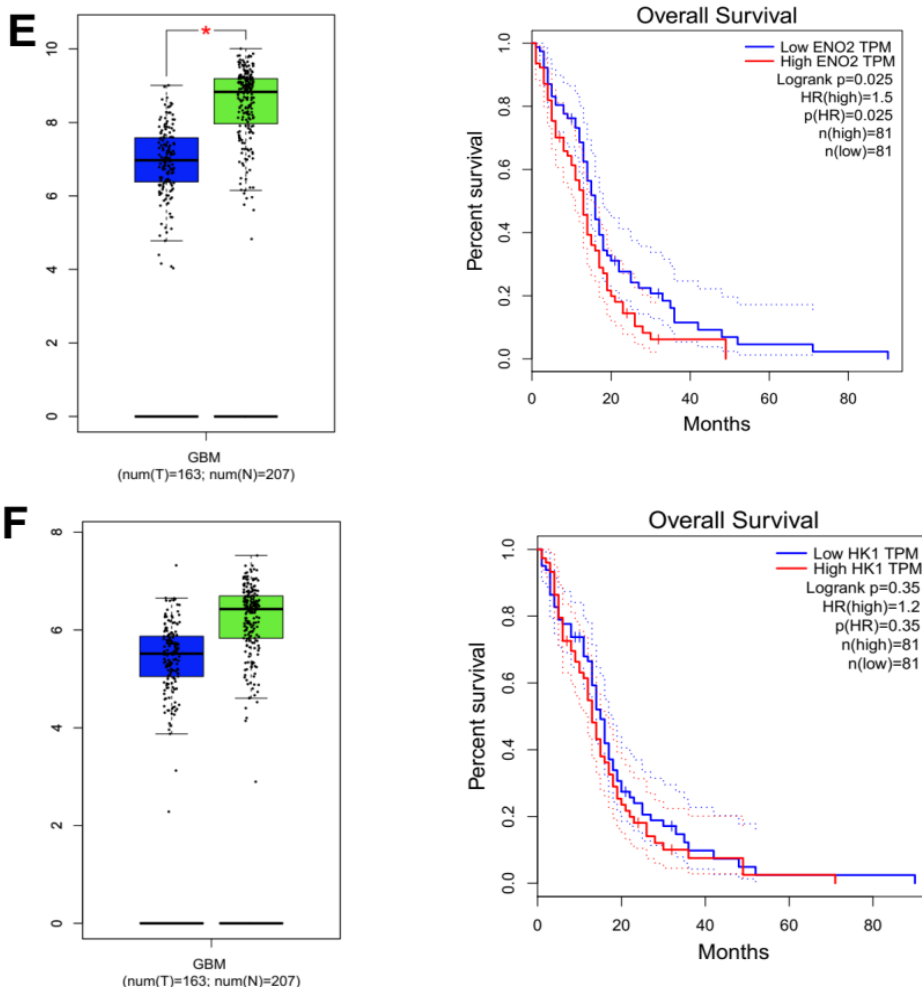 E
*
10
8
6
4
2
0
GBM
(num(T)=163; num(N)=207)
Overall Survival
Low ENO2 TPM
High ENO2 TPM
Logrank p=0.025
HR(high)=1.5
p(HR)=0.025
n(high)=81
n(low)=81
Percent survival
1.0
0.8
0.6
0.4
0.2
0.0
0 20 40 60 80
Months
F
8
6
4
2
0
GBM
(num(T)=163; num(N)=207)
Overall Survival
Low HK1 TPM
High HK1 TPM
Logrank p=0.35
HR(high)=1.2
p(HR)=0.35
n(high)=81
n(low)=81
Percent survival
1.0
0.8
0.6
0.4
0.2
0.0
0 20 40 60 80
Months